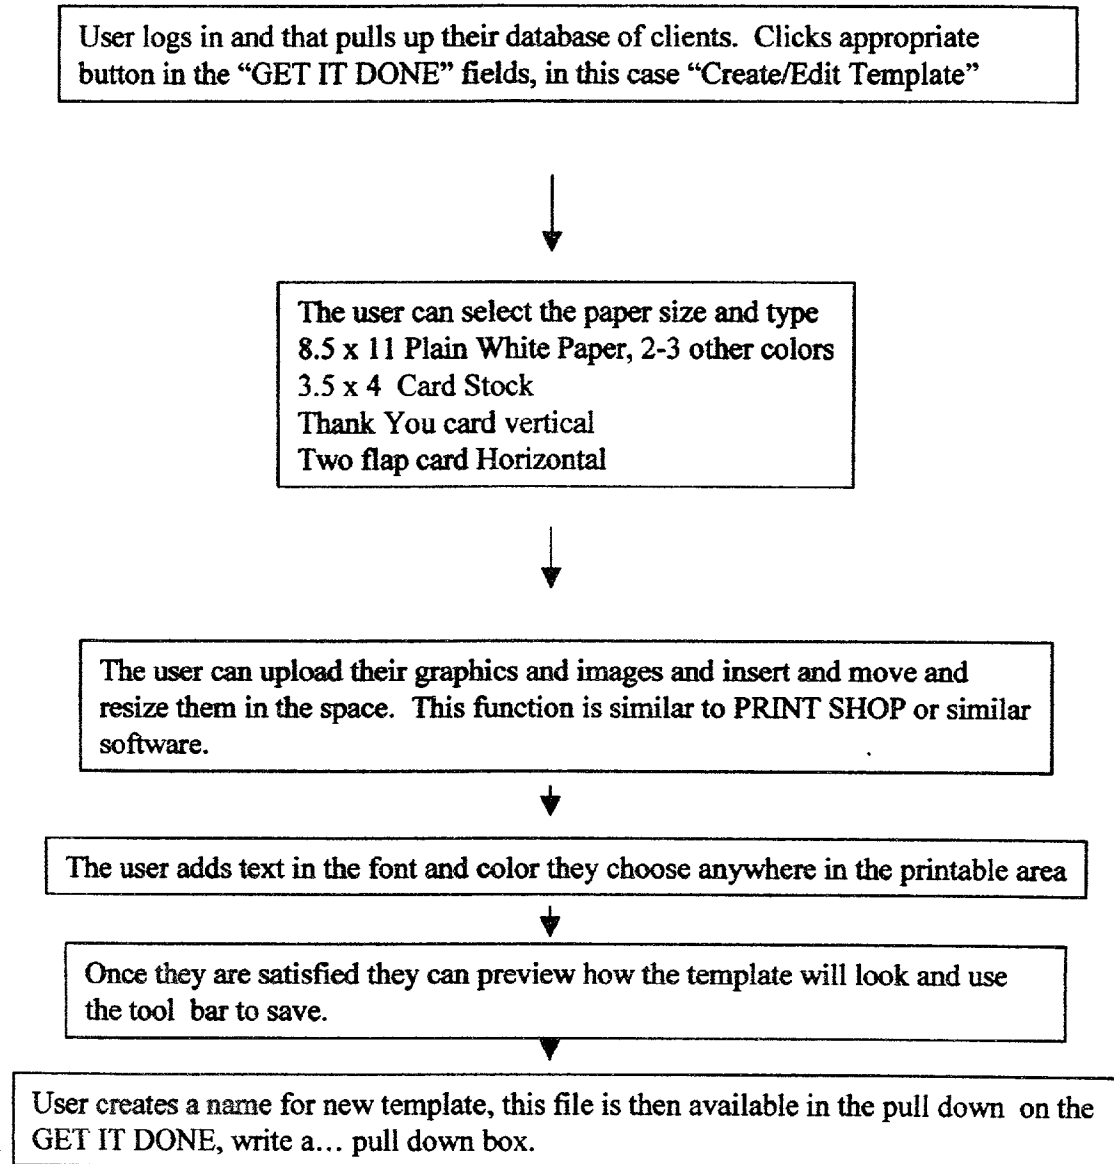 User logs in and that pulls up their database of clients.  Clicks appropriate
button in the “GET IT DONE” fields, in this case “Create/Edit Template”
The user can select the paper size and type
8.5 x 11 Plain White Paper, 2-3 other colors
3.5 x 4  Card Stock
Thank You card vertical
Two flap card Horizontal
The user can upload their graphics and images and insert and move and
resize them in the space.  This function is similar to PRINT SHOP or similar
software.
The user adds text in the font and color they choose anywhere in the printable area
Once they are satisfied they can preview how the template will look and use
the tool  bar to save.
User creates a name for new template, this file is then available in the pull down  on the
GET IT DONE, write a... pull down box.